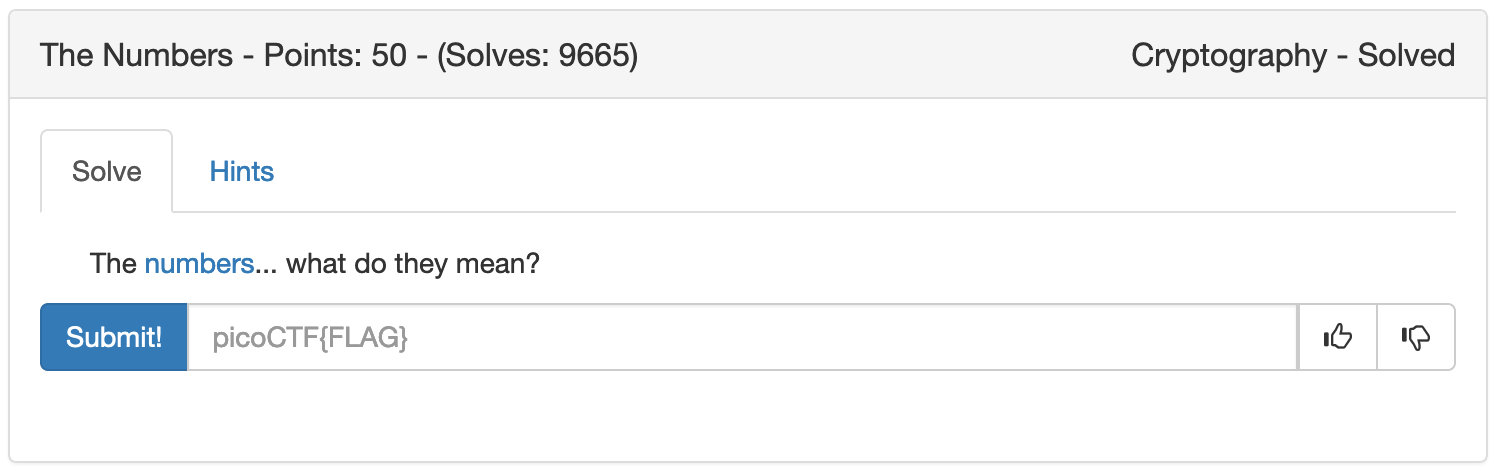 The Numbers - Points: 50 - (Solves: 9665)
Cryptography - Solved
Solve
Hints
The numbers... what do they mean?
Submit!
picoCTF{FLAG}